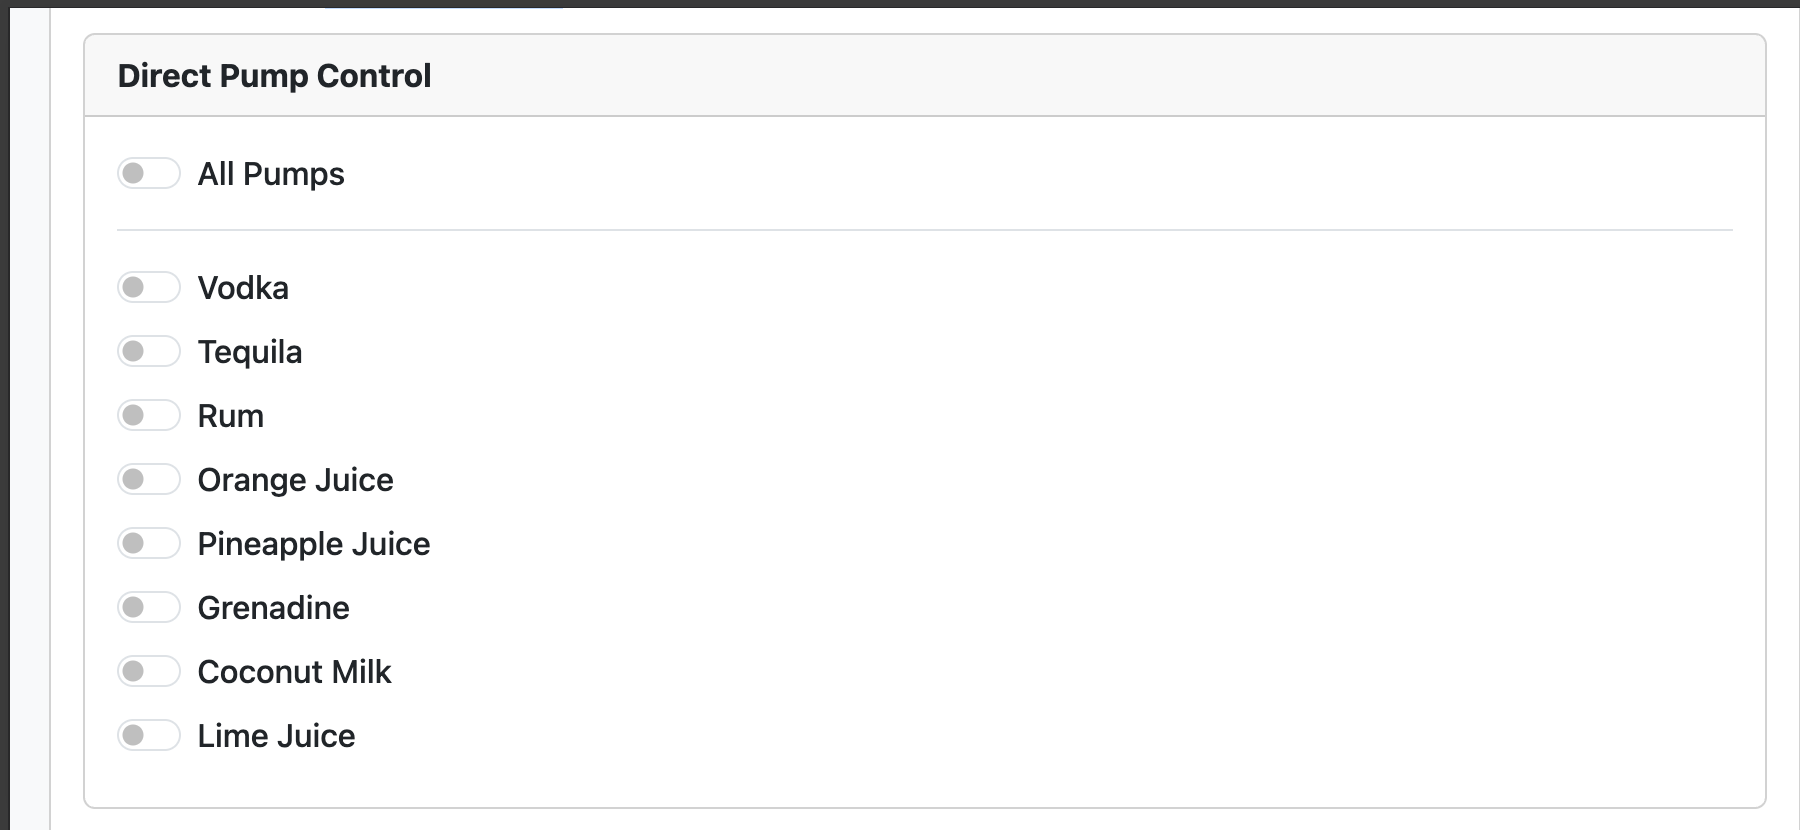 Direct Pump Control
All Pumps
Vodka
Tequila
Rum
Orange Juice
Pineapple Juice
Grenadine
Coconut Milk
Lime Juice